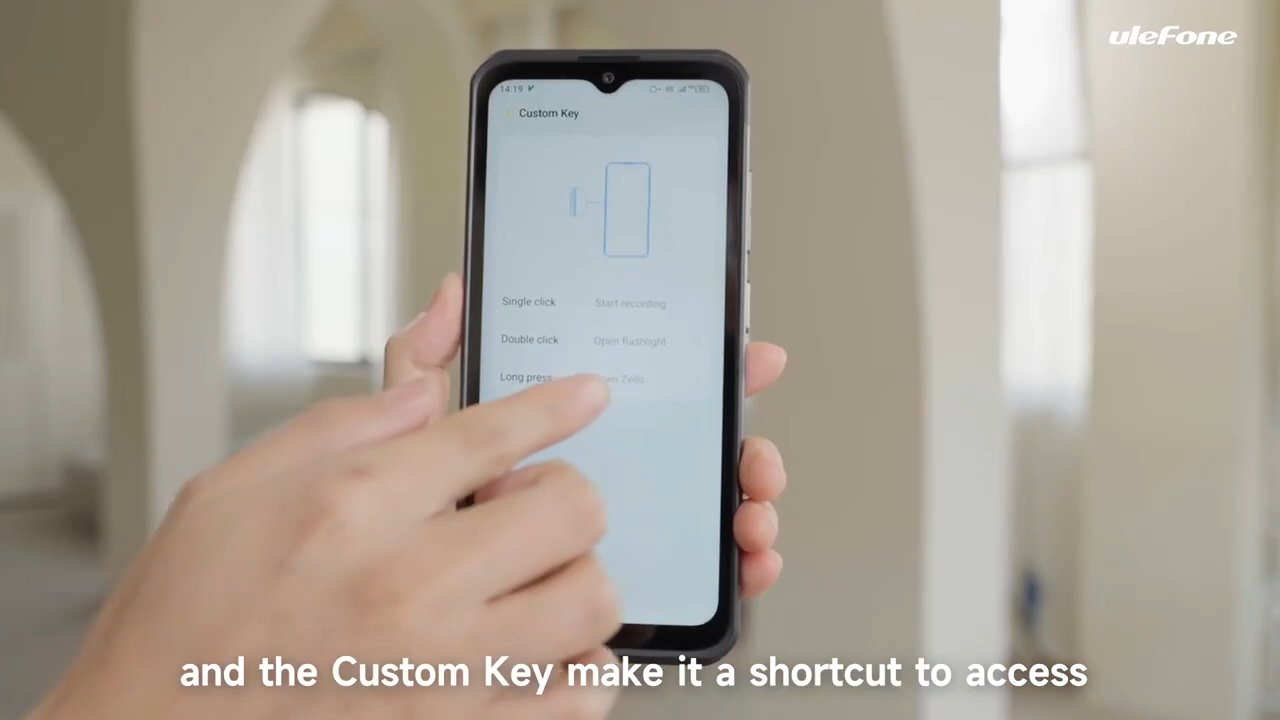 uleFone
14:19
Custom Key
Single click Start recording
Double click Open flashlight
Long press Zello
and the Custom Key make it a shortcut to access